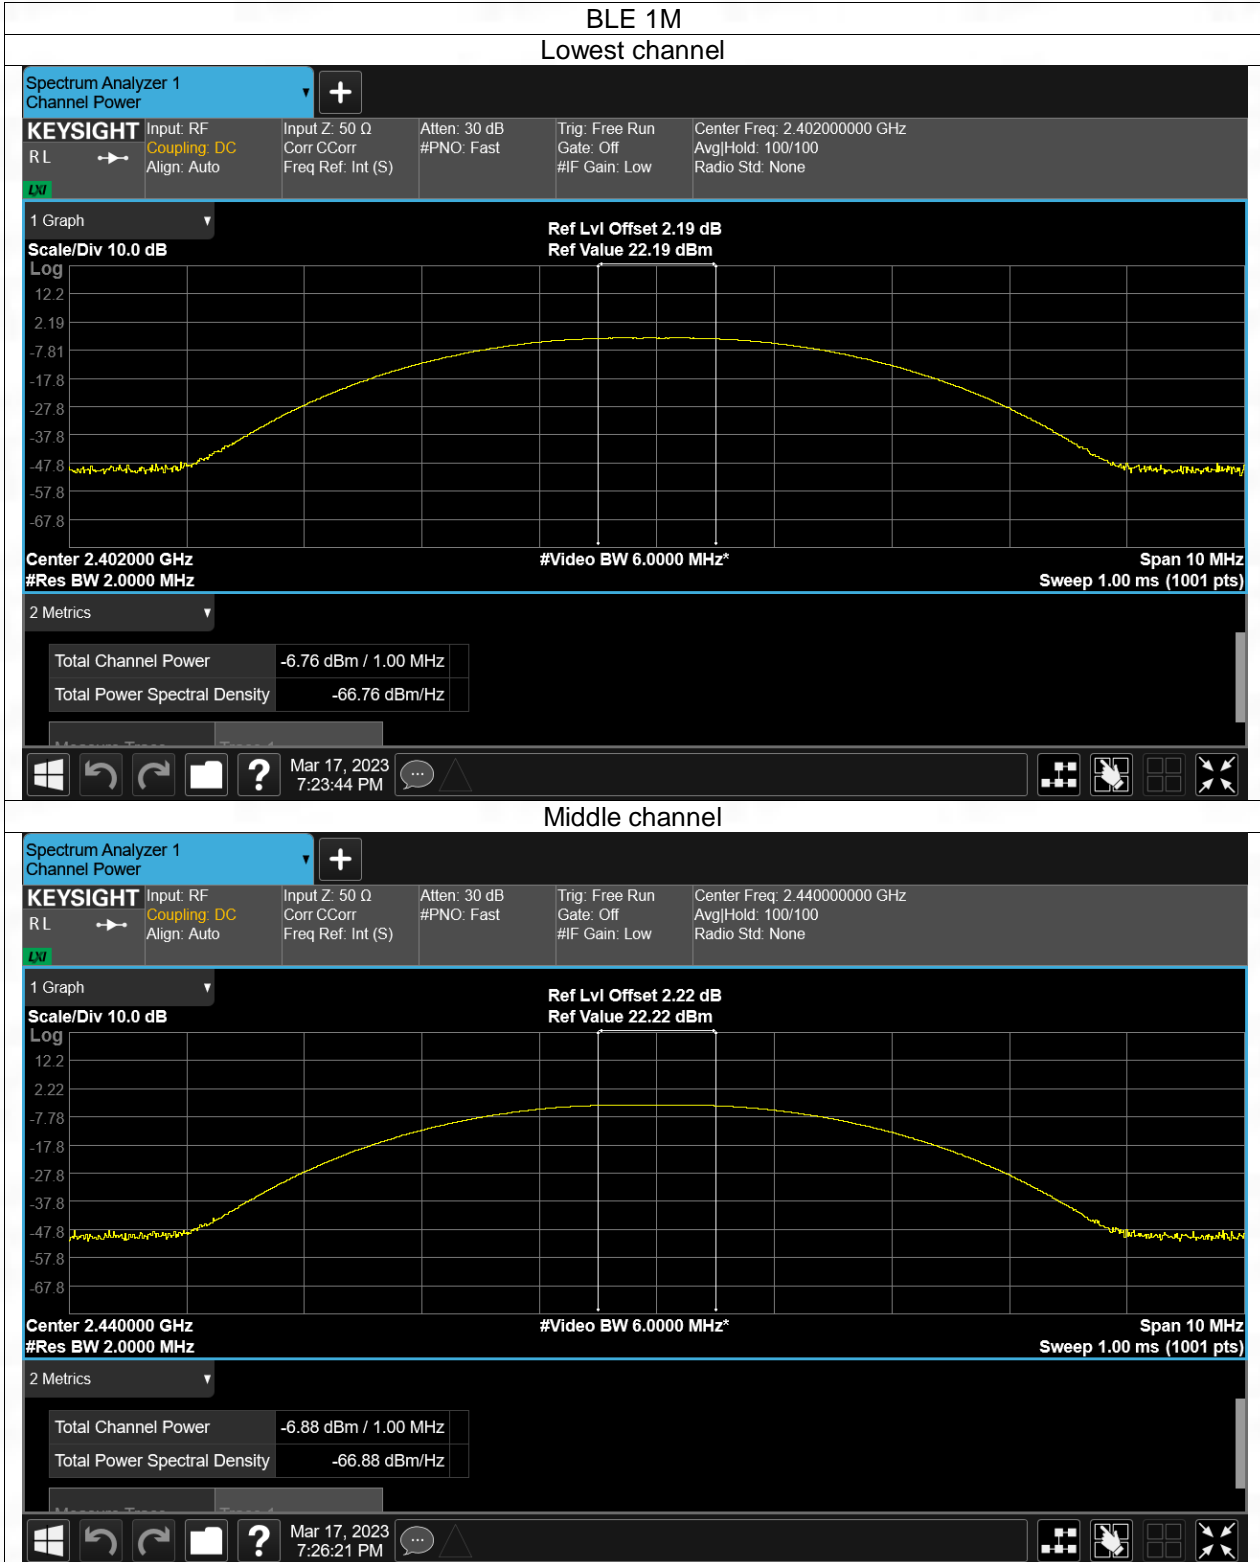 BLE 1M
Lowest channel
Spectrum Analyzer 1
Channel Power
KEYSIGHT
R L
LXI
Input: RF
Coupling: DC
Align: Auto
Input Z: 50 Ω
Corr CCorr
Freq Ref: Int (S)
Atten: 30 dB
#PNO: Fast
Trig: Free Run
Gate: Off
#IF Gain: Low
Center Freq: 2.402000000 GHz
Avg|Hold: 100/100
Radio Std: None
1 Graph
Scale/Div 10.0 dB
Ref Lvl Offset 2.19 dB
Ref Value 22.19 dBm
Log
12.2
2.19
-7.81
-17.8
-27.8
-37.8
-47.8
-57.8
-67.8
Center 2.402000 GHz
#Video BW 6.0000 MHz*
Span 10 MHz
#Res BW 2.0000 MHz
Sweep 1.00 ms (1001 pts)
2 Metrics
Total Channel Power -6.76 dBm / 1.00 MHz
Total Power Spectral Density -66.76 dBm/Hz
Mar 17, 2023
7:23:44 PM
Middle channel
Spectrum Analyzer 1
Channel Power
KEYSIGHT
R L
LXI
Input: RF
Coupling: DC
Align: Auto
Input Z: 50 Ω
Corr CCorr
Freq Ref: Int (S)
Atten: 30 dB
#PNO: Fast
Trig: Free Run
Gate: Off
#IF Gain: Low
Center Freq: 2.440000000 GHz
Avg|Hold: 100/100
Radio Std: None
1 Graph
Scale/Div 10.0 dB
Ref Lvl Offset 2.22 dB
Ref Value 22.22 dBm
Log
12.2
2.22
-7.78
-17.8
-27.8
-37.8
-47.8
-57.8
-67.8
Center 2.440000 GHz
#Video BW 6.0000 MHz*
Span 10 MHz
#Res BW 2.0000 MHz
Sweep 1.00 ms (1001 pts)
2 Metrics
Total Channel Power -6.88 dBm / 1.00 MHz
Total Power Spectral Density -66.88 dBm/Hz
Mar 17, 2023
7:26:21 PM